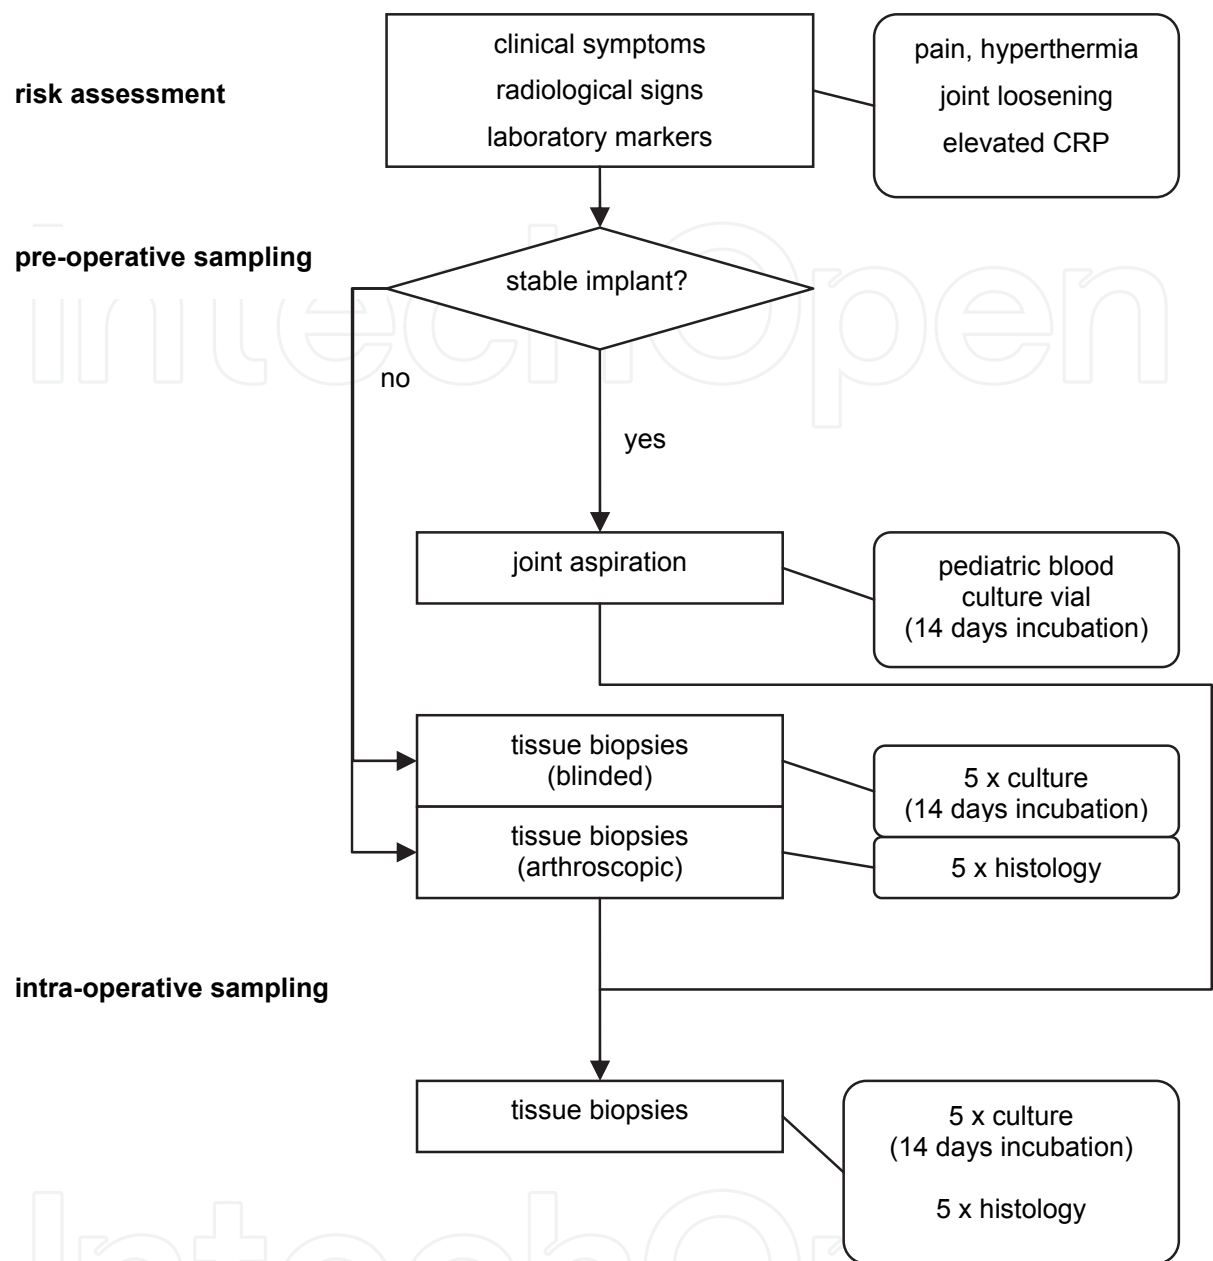 clinical symptoms
radiological signs
laboratory markers
pain, hyperthermia
joint loosening
elevated CRP
risk assessment
pre-operative sampling
stable implant?
IntechOpen
no
yes
joint aspiration
pediatric blood
culture vial
(14 days incubation)
tissue biopsies
(blinded)
5 x culture
(14 days incubation)
tissue biopsies
(arthroscopic)
5 x histology
intra-operative sampling
tissue biopsies
5 x culture
(14 days incubation)
5 x histology
IntechOpen